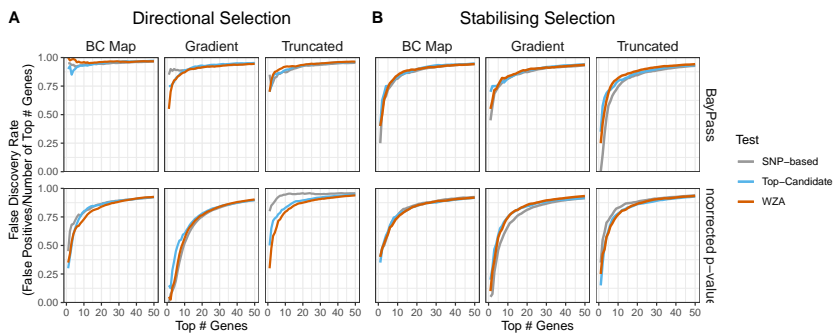 A Directional Selection B Stabilising Selection
BC Map Gradient Truncated BC Map Gradient Truncated
False Discovery Rate
(False Positives/Number of Top # Genes)
1.00
0.75
0.50
0.25
0.00
BayPass
1.00
0.75
0.50
0.25
0.00
ncorrected p-value
0 10 20 30 40 50 0 10 20 30 40 50 0 10 20 30 40 50 0 10 20 30 40 50 0 10 20 30 40 50 0 10 20 30 40 50
Top # Genes Top # Genes
Test
SNP−based
Top−Candidate
WZA